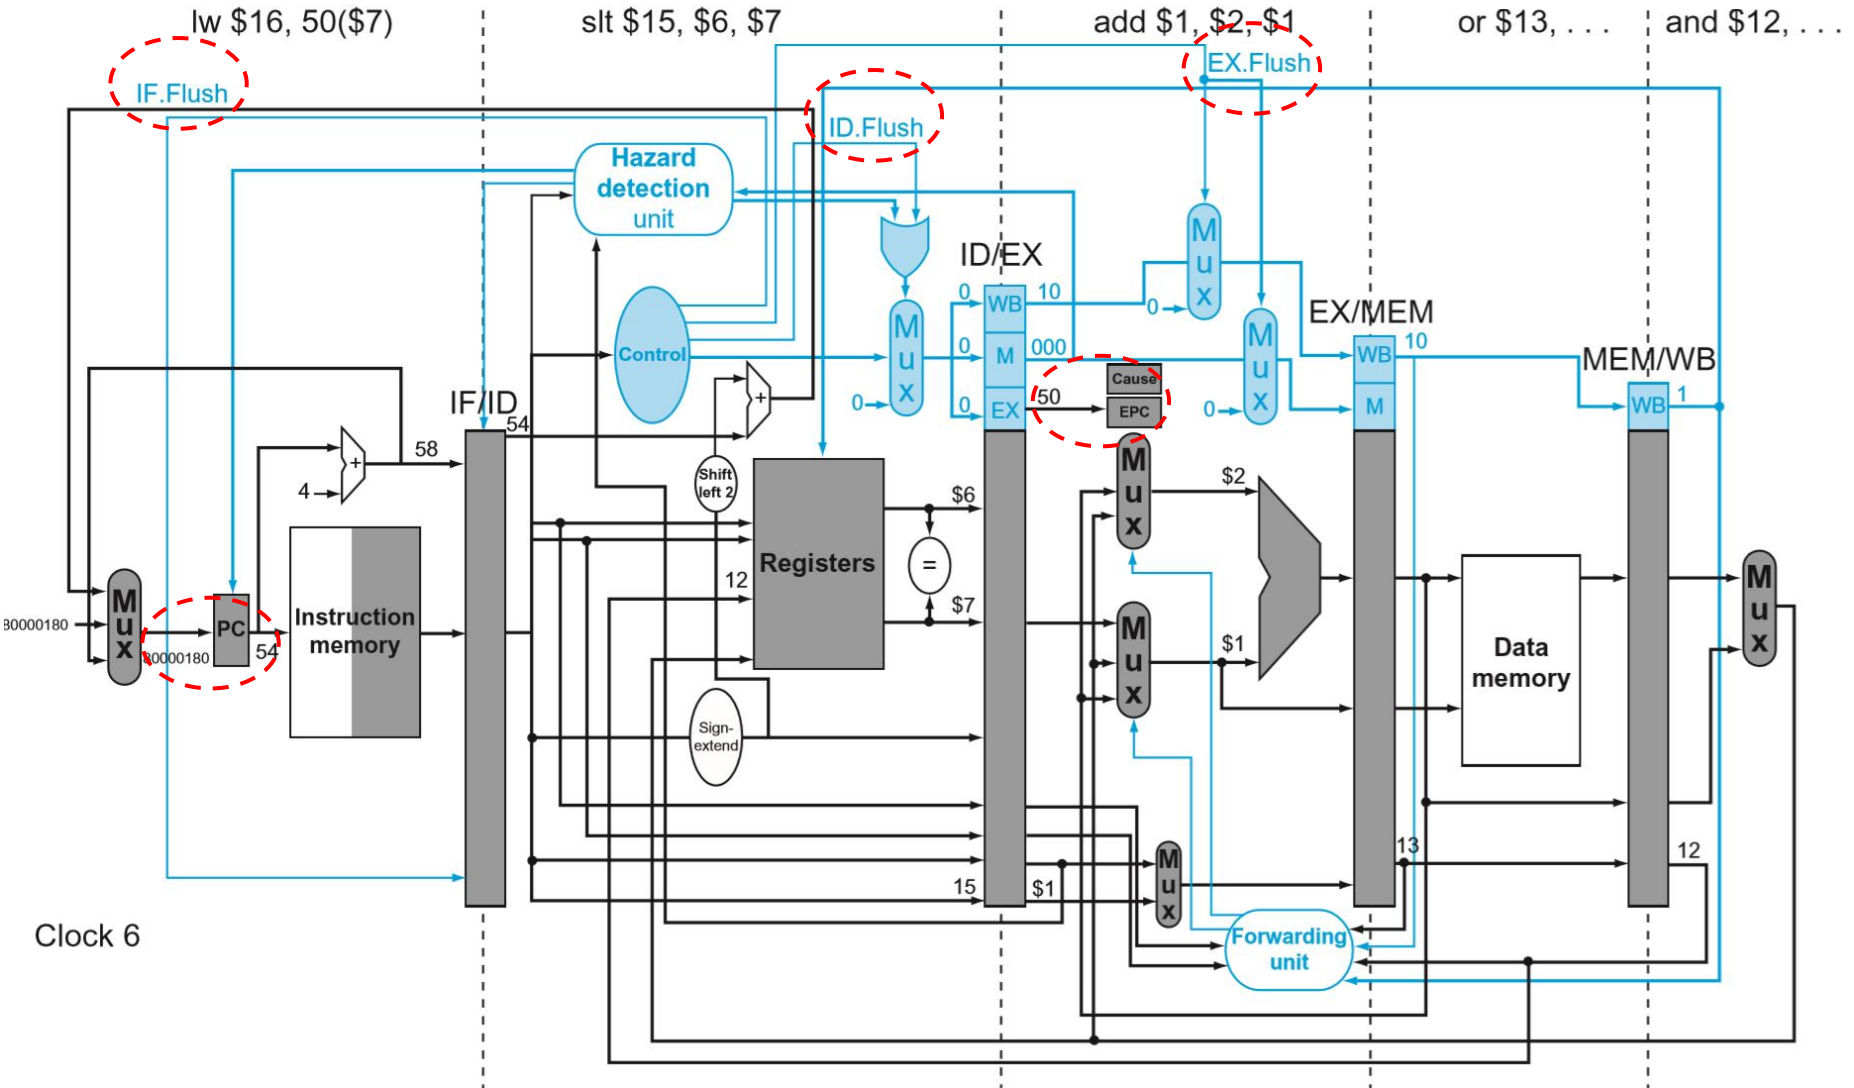 lw $16, 50($7)
slt $15, $6, $7
add $1, $2, $1
or $13, . . .
and $12, . . .
IF.Flush
ID.Flush
EX.Flush
Hazard
detection
unit
Control
M
u
x
0
0
0
0
ID/EX
WB
M
EX
10
000
50
M
u
x
0
M
u
x
0
Cause
EPC
EX/MEM
WB
M
10
MEM/WB
WB
1
IF/ID
54
58
4
+
+
Shift
left 2
M
u
x
80000180
80000180
PC
54
Instruction
memory
Registers
12
$6
=
$7
Sign-
extend
15
$1
M
u
x
M
u
x
$2
$1
M
u
x
Forwarding
unit
13
Data
memory
12
M
u
x
Clock 6